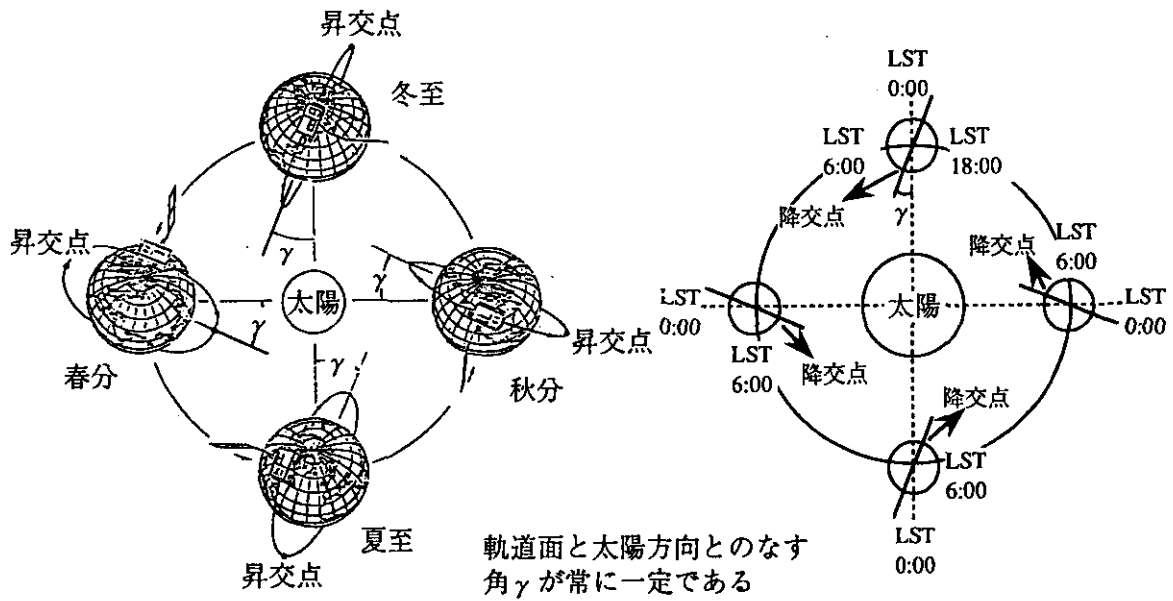 昇交点
冬至
γ
昇交点
γ
太陽
γ
春分
γ
昇交点
秋分
夏至
昇交点
軌道面と太陽方向とのなす
角γが常に一定である
LST
0:00
LST
6:00
LST
18:00
降交点
γ
LST
6:00
降交点
LST
0:00
太陽
LST
0:00
LST
6:00
降交点
降交点
LST
6:00
LST
0:00